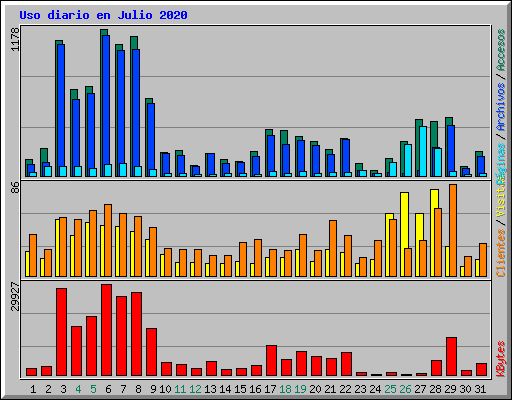 Uso diario en Julio 2020
1178
Páginas / Archivos / Accesos
86
Clientes / Visitas
29927
KBytes
1 2 3 4 5 6 7 8 9 10 11 12 13 14 15 16 17 18 19 20 21 22 23 24 25 26 27 28 29 30 31